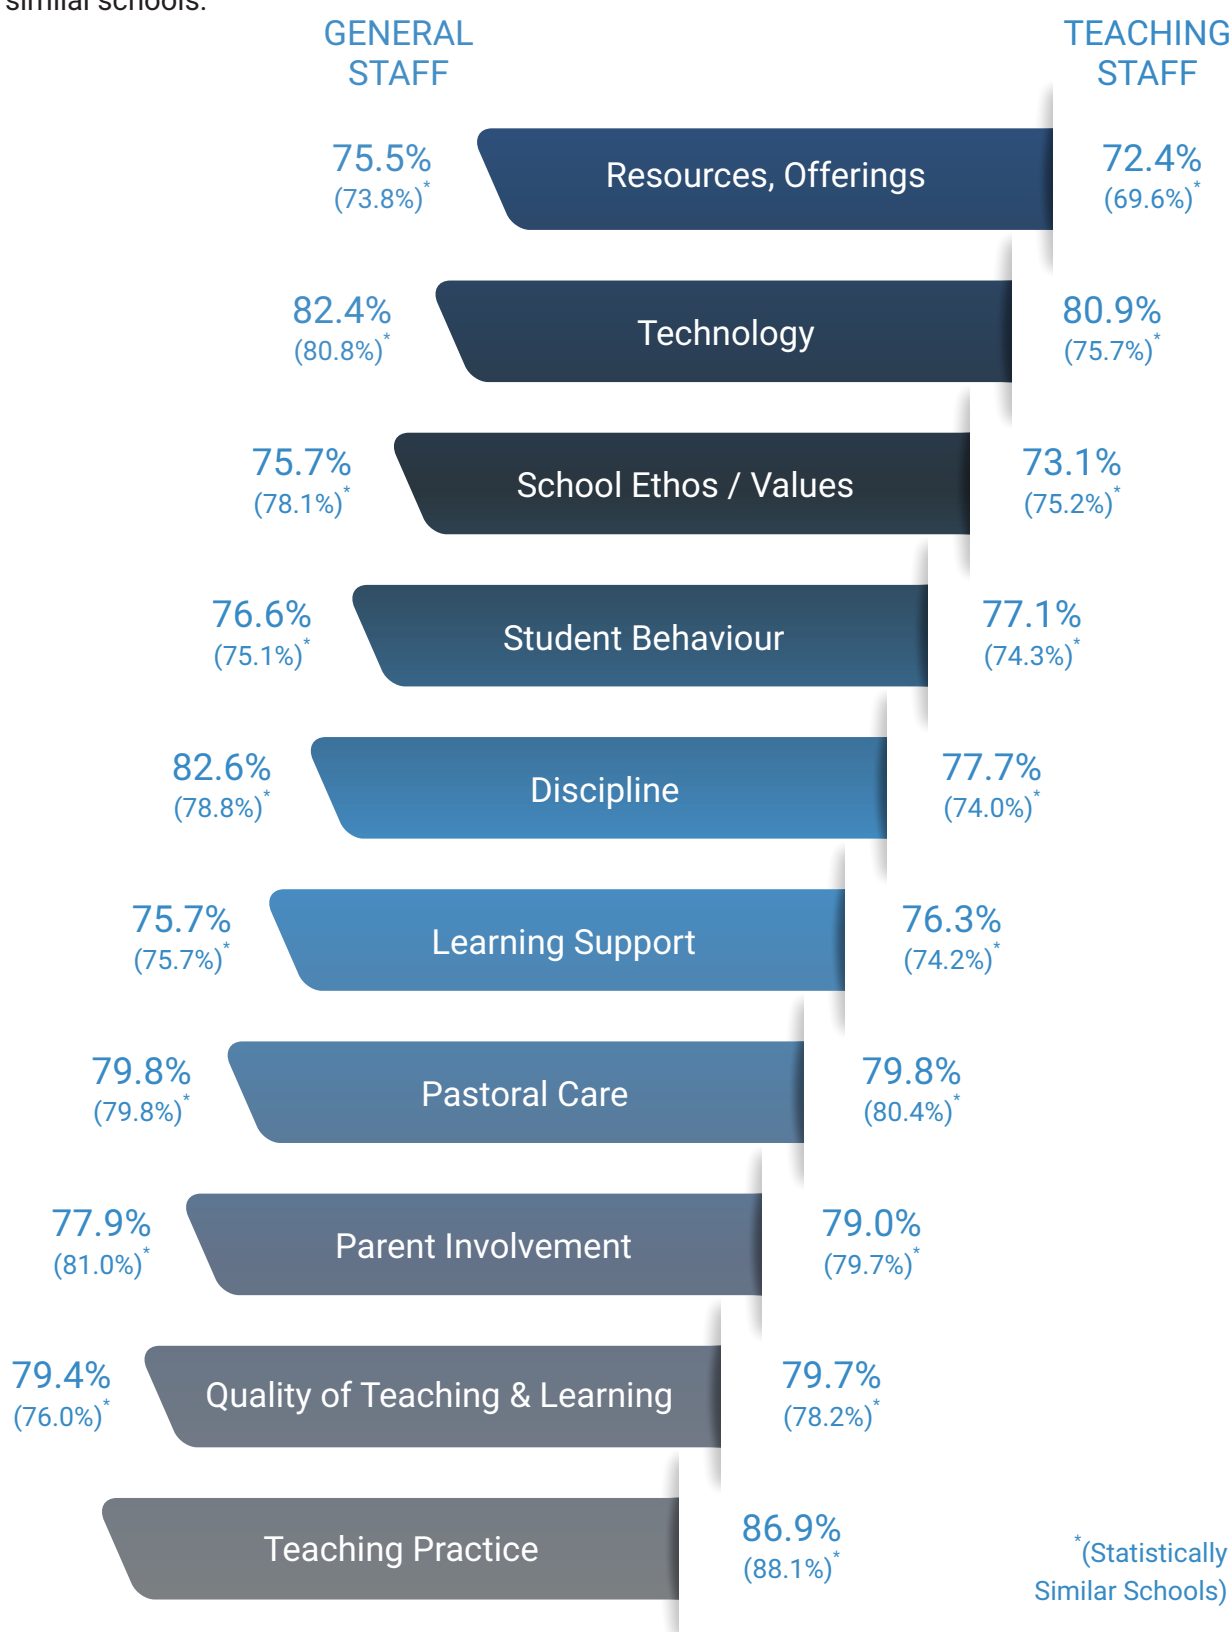 similar schools.
GENERAL
STAFF
TEACHING
STAFF
75.5%
(73.8%)*
Resources, Offerings
72.4%
(69.6%)*
82.4%
(80.8%)*
Technology
80.9%
(75.7%)*
75.7%
(78.1%)*
School Ethos / Values
73.1%
(75.2%)*
76.6%
(75.1%)*
Student Behaviour
77.1%
(74.3%)*
82.6%
(78.8%)*
Discipline
77.7%
(74.0%)*
75.7%
(75.7%)*
Learning Support
76.3%
(74.2%)*
79.8%
(79.8%)*
Pastoral Care
79.8%
(80.4%)*
77.9%
(81.0%)*
Parent Involvement
79.0%
(79.7%)*
79.4%
(76.0%)*
Quality of Teaching & Learning
79.7%
(78.2%)*
Teaching Practice
86.9%
(88.1%)*
*(Statistically
Similar Schools)